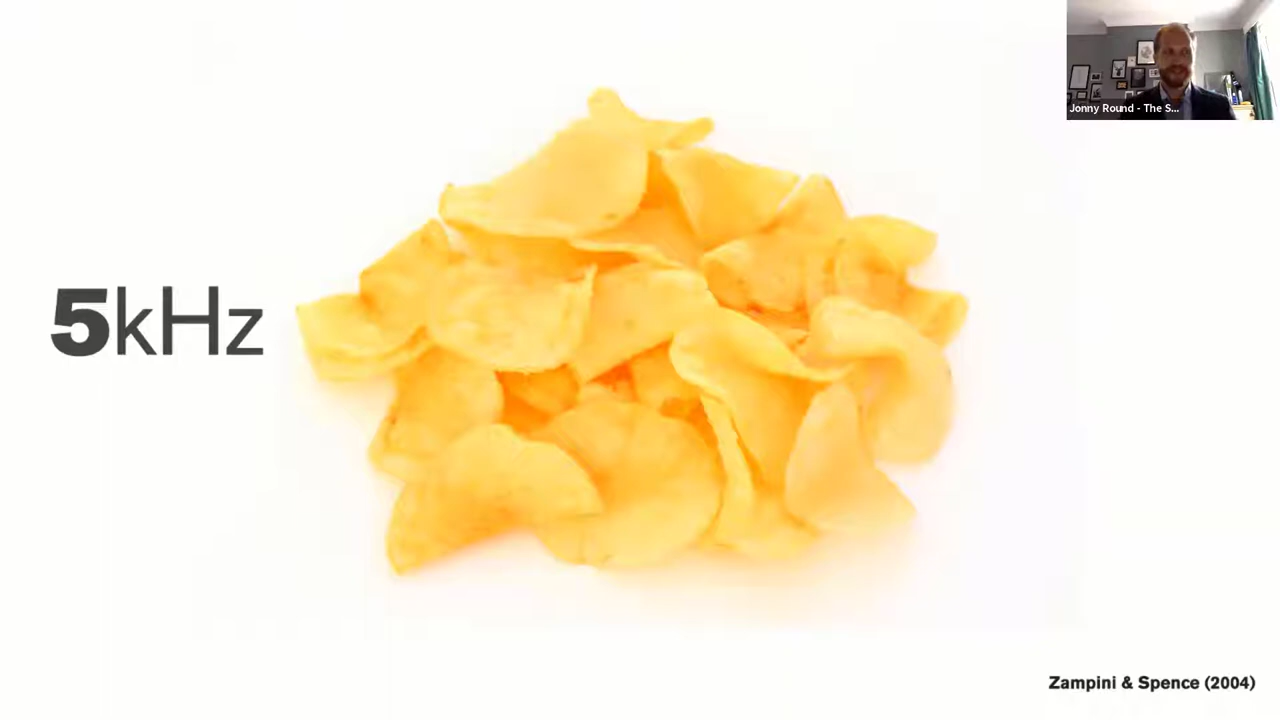 Jonny Round - The S...
5kHz
Zampini & Spence (2004)